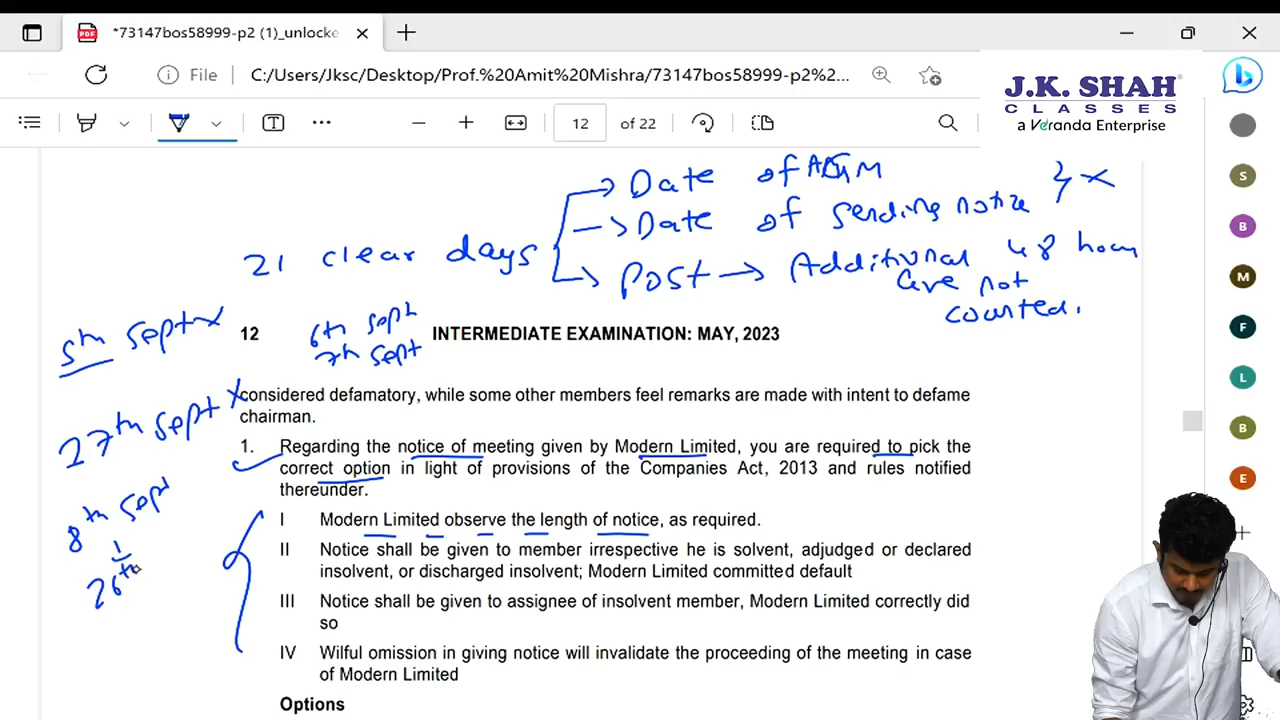 *73147bos58999-p2 (1)_unlocke
File
C:/Users/Jksc/Desktop/Prof.%20Amit%20Mishra/73147bos58999-p2%2...
J.K. SHAH
CLASSES
a Veranda Enterprise
12 of 22
S
B
M
F
L
B
E
21 clear days
Date of AGM
Date of sending notice
Post → Additional 48 hour
are not
counted.
5th Sept x
6th Sept
7th Sept
27th Sept x
8th Sept
26th
12 INTERMEDIATE EXAMINATION: MAY, 2023
considered defamatory, while some other members feel remarks are made with intent to defame
chairman.
1. Regarding the notice of meeting given by Modern Limited, you are required to pick the
correct option in light of provisions of the Companies Act, 2013 and rules notified
thereunder.
I Modern Limited observe the length of notice, as required.
II Notice shall be given to member irrespective he is solvent, adjudged or declared
insolvent, or discharged insolvent; Modern Limited committed default
III Notice shall be given to assignee of insolvent member, Modern Limited correctly did
so
IV Wilful omission in giving notice will invalidate the proceeding of the meeting in case
of Modern Limited
Options